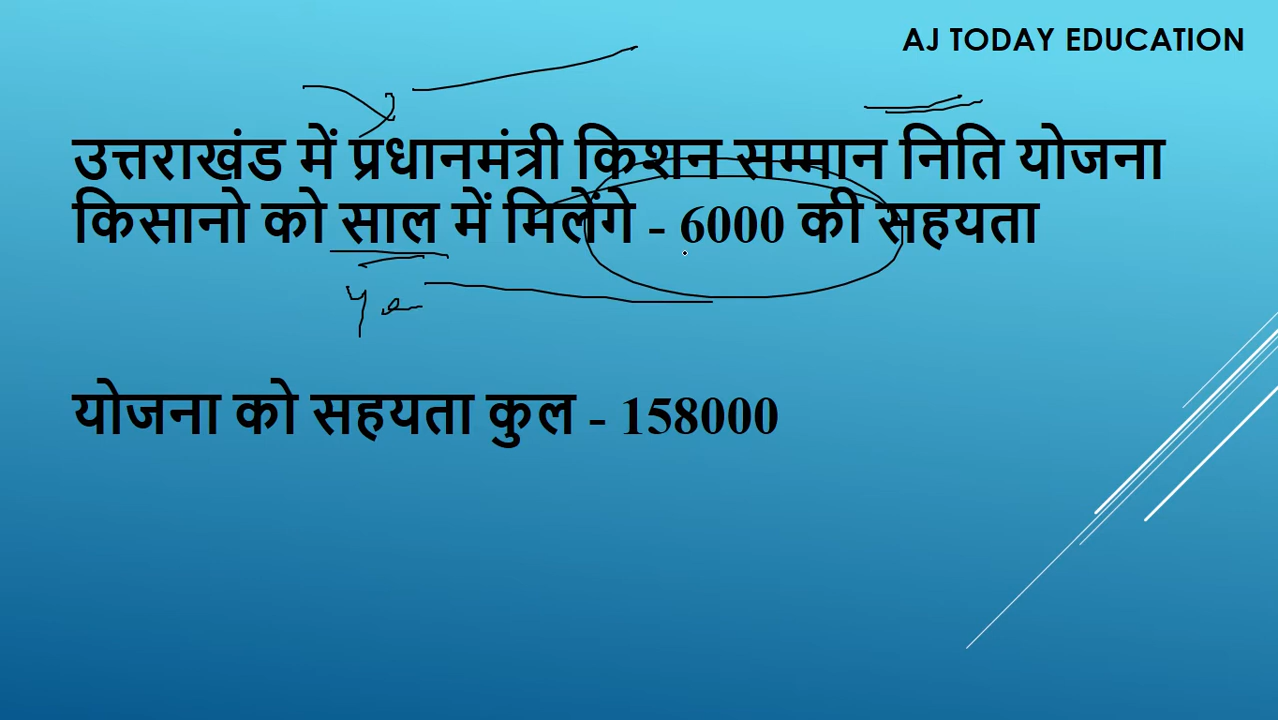 AJ TODAY EDUCATION
उत्तराखंड में प्रधानमंत्री किशन सम्मान निति योजना
किसानो को साल में मिलेंगे - 6000 की सहयता
योजना को सहयता कुल - 158000